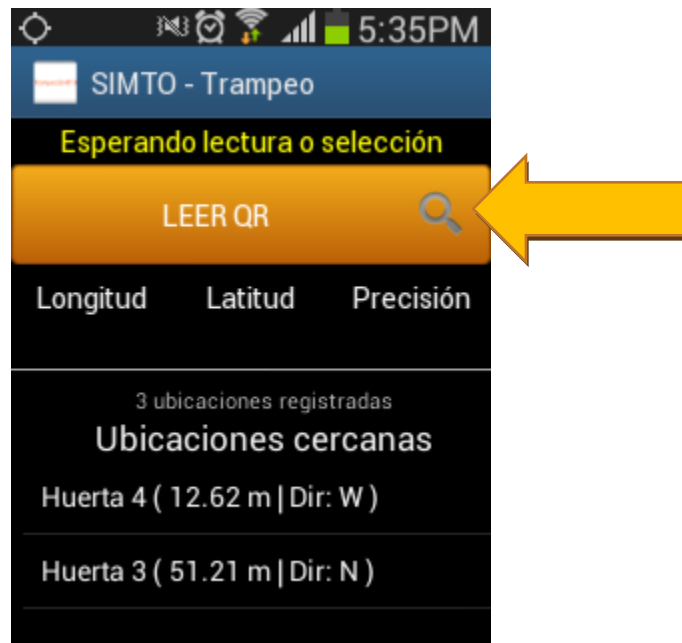 5:35PM
SIMTO - Trampeo
Esperando lectura o selección
LEER QR
Longitud Latitud Precisión
3 ubicaciones registradas
Ubicaciones cercanas
Huerta 4 ( 12.62 m | Dir: W )
Huerta 3 ( 51.21 m | Dir: N )